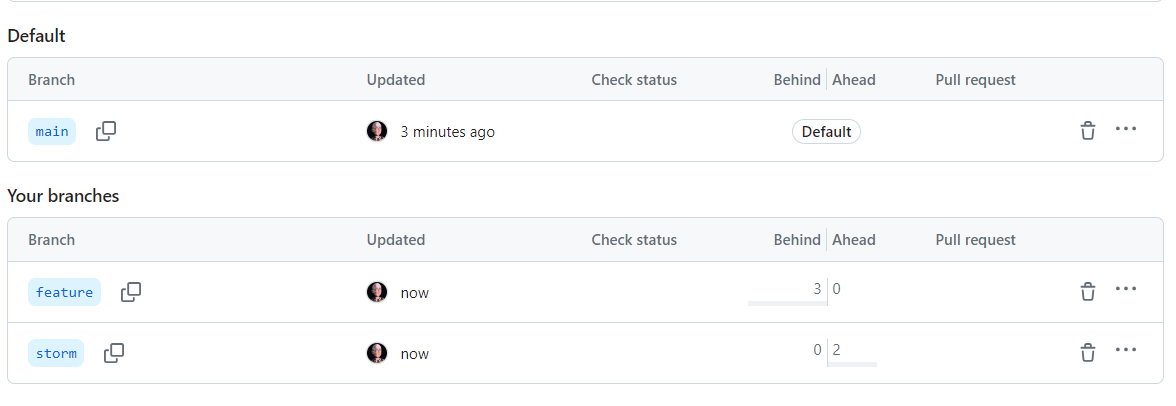 Default
Branch Updated Check status Behind Ahead Pull request
main 3 minutes ago Default
Your branches
Branch Updated Check status Behind Ahead Pull request
feature now 3 0
storm now 0 2